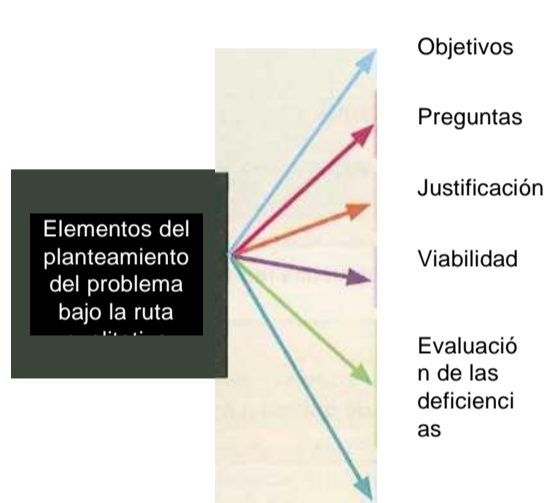 Objetivos
Preguntas
Justificación
Elementos del
planteamiento
del problema
bajo la ruta
Viabilidad
Evaluació
n de las
deficienci
as